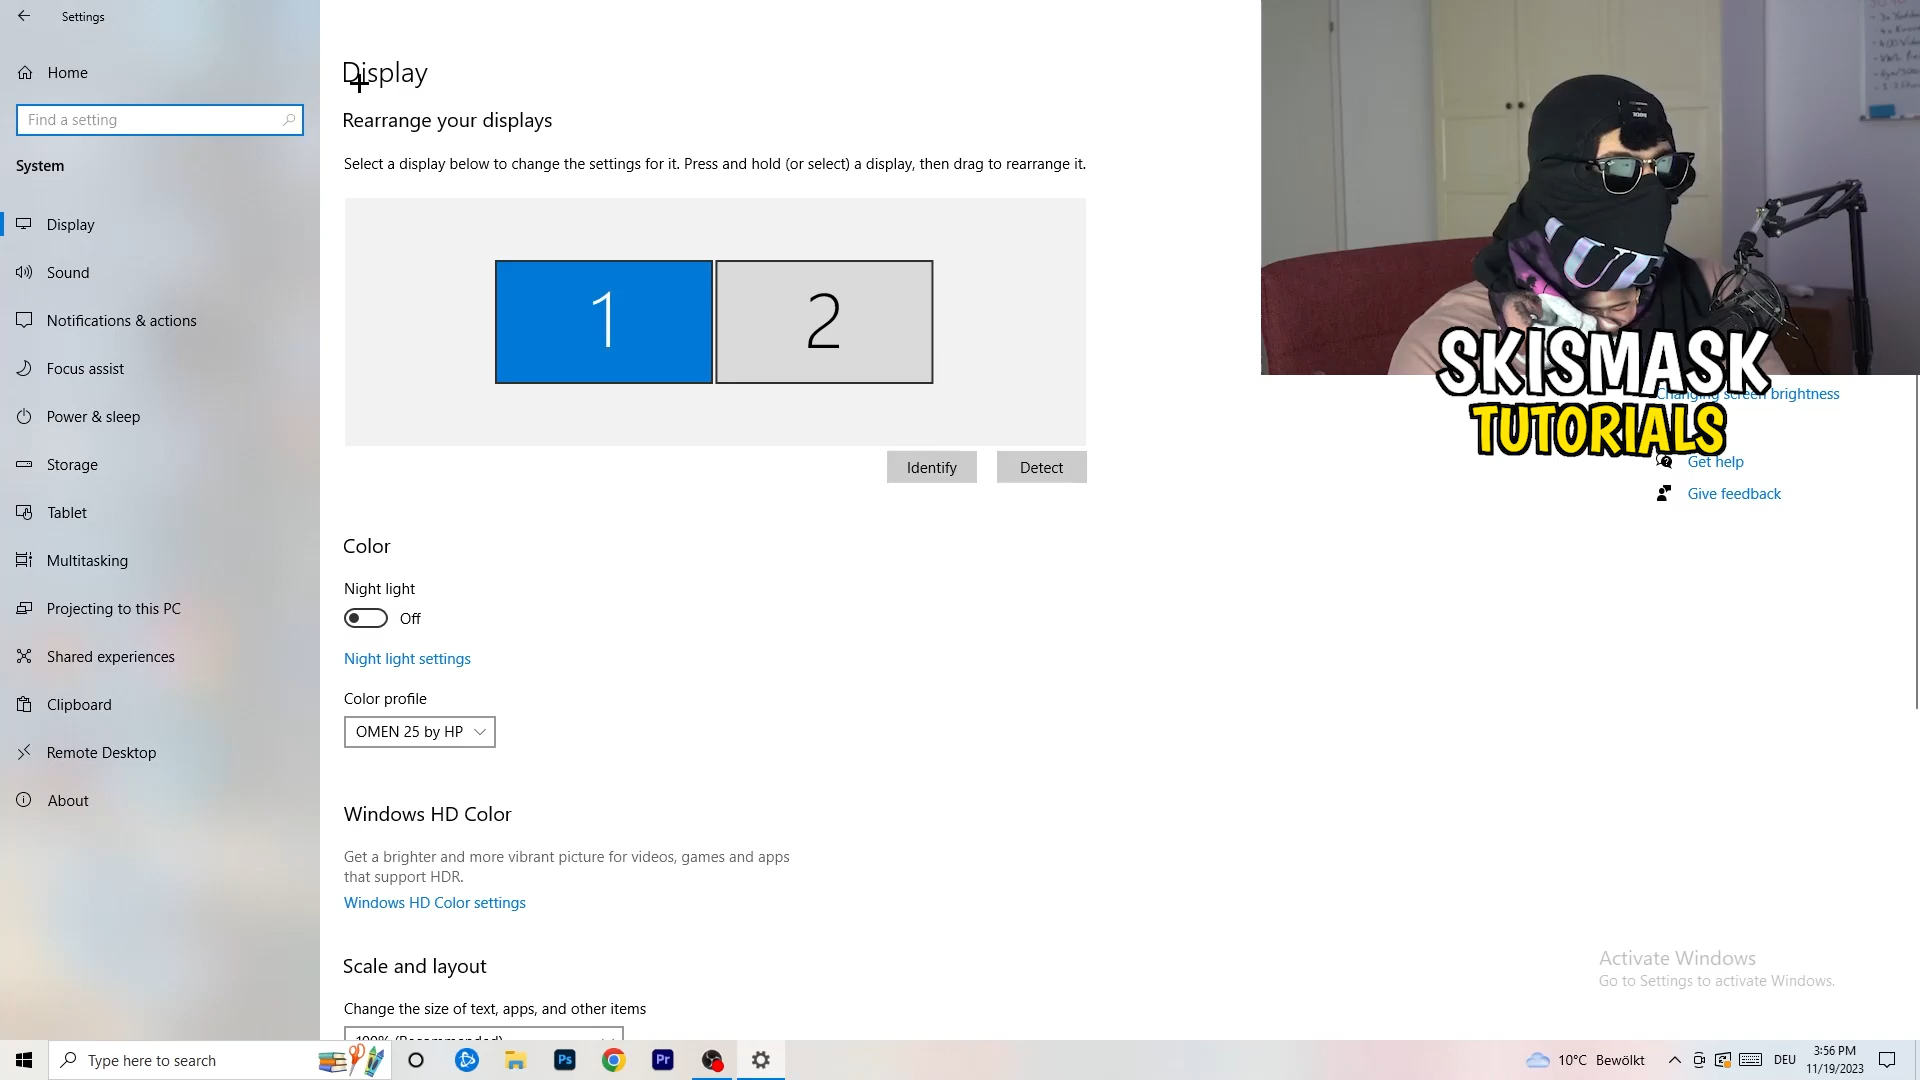 Settings
Home
Find a setting
System
Display
Sound
Notifications & actions
Focus assist
Power & sleep
Storage
Tablet
Multitasking
Projecting to this PC
Shared experiences
Clipboard
Remote Desktop
About
Display
Rearrange your displays
Select a display below to change the settings for it. Press and hold (or select) a display, then drag to rearrange it.
1
2
Identify
Detect
Color
Night light
Off
Night light settings
Color profile
OMEN 25 by HP
Windows HD Color
Get a brighter and more vibrant picture for videos, games and apps
that support HDR.
Windows HD Color settings
Scale and layout
Change the size of text, apps, and other items
100% (Recommended)
SKISMASK
TUTORIALS
Changing screen brightness
Get help
Give feedback
Activate Windows
Go to Settings to activate Windows.
Type here to search
Ps
Pr
10°C Bewölkt
DEU
3:56 PM
11/19/2023